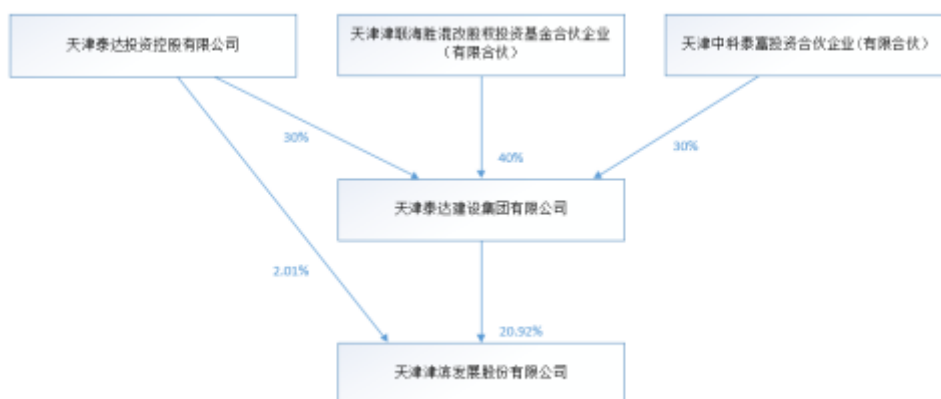 天津泰达投资控股有限公司
天津津联海胜混改股权投资基金合伙企业
（有限合伙）
天津中科泰富投资合伙企业（有限合伙）
30%
40%
30%
天津泰达建设集团有限公司
2.01%
20.92%
天津津滨发展股份有限公司